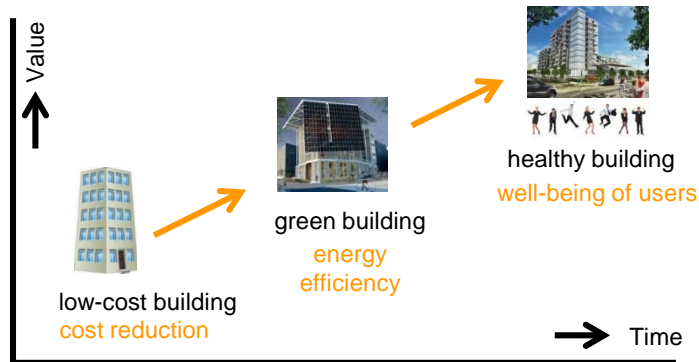 Value
healthy building
well-being of users
green building
energy
efficiency
low-cost building
cost reduction
Time